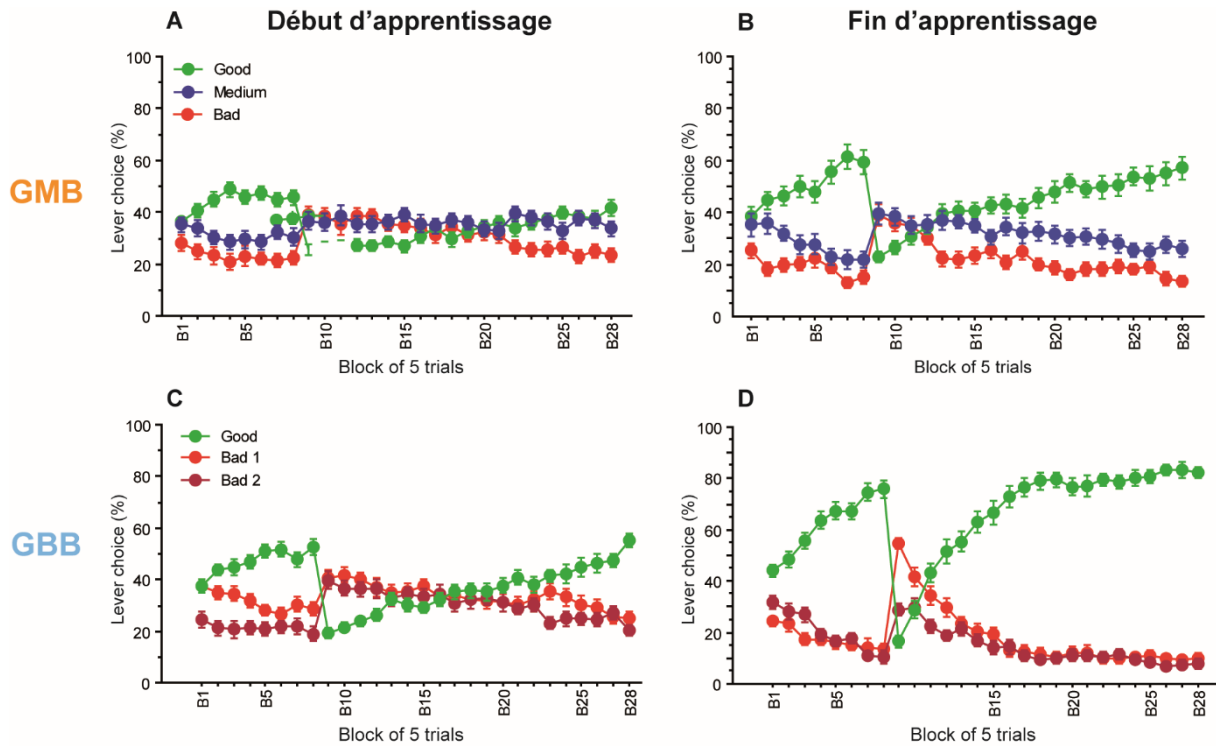 A Début d'apprentissage
B Fin d'apprentissage
GMB
Lever choice (%)
100
80
60
40
20
0
Good
Medium
Bad
B1
B5
B10
B15
B20
B25
B28
Block of 5 trials
Lever choice (%)
100
80
60
40
20
0
B1
B5
B10
B15
B20
B25
B28
Block of 5 trials
C
D
GBB
Lever choice (%)
100
80
60
40
20
0
Good
Bad 1
Bad 2
B1
B5
B10
B15
B20
B25
B28
Block of 5 trials
Lever choice (%)
100
80
60
40
20
0
B1
B5
B15
B20
B25
B28
Block of 5 trials